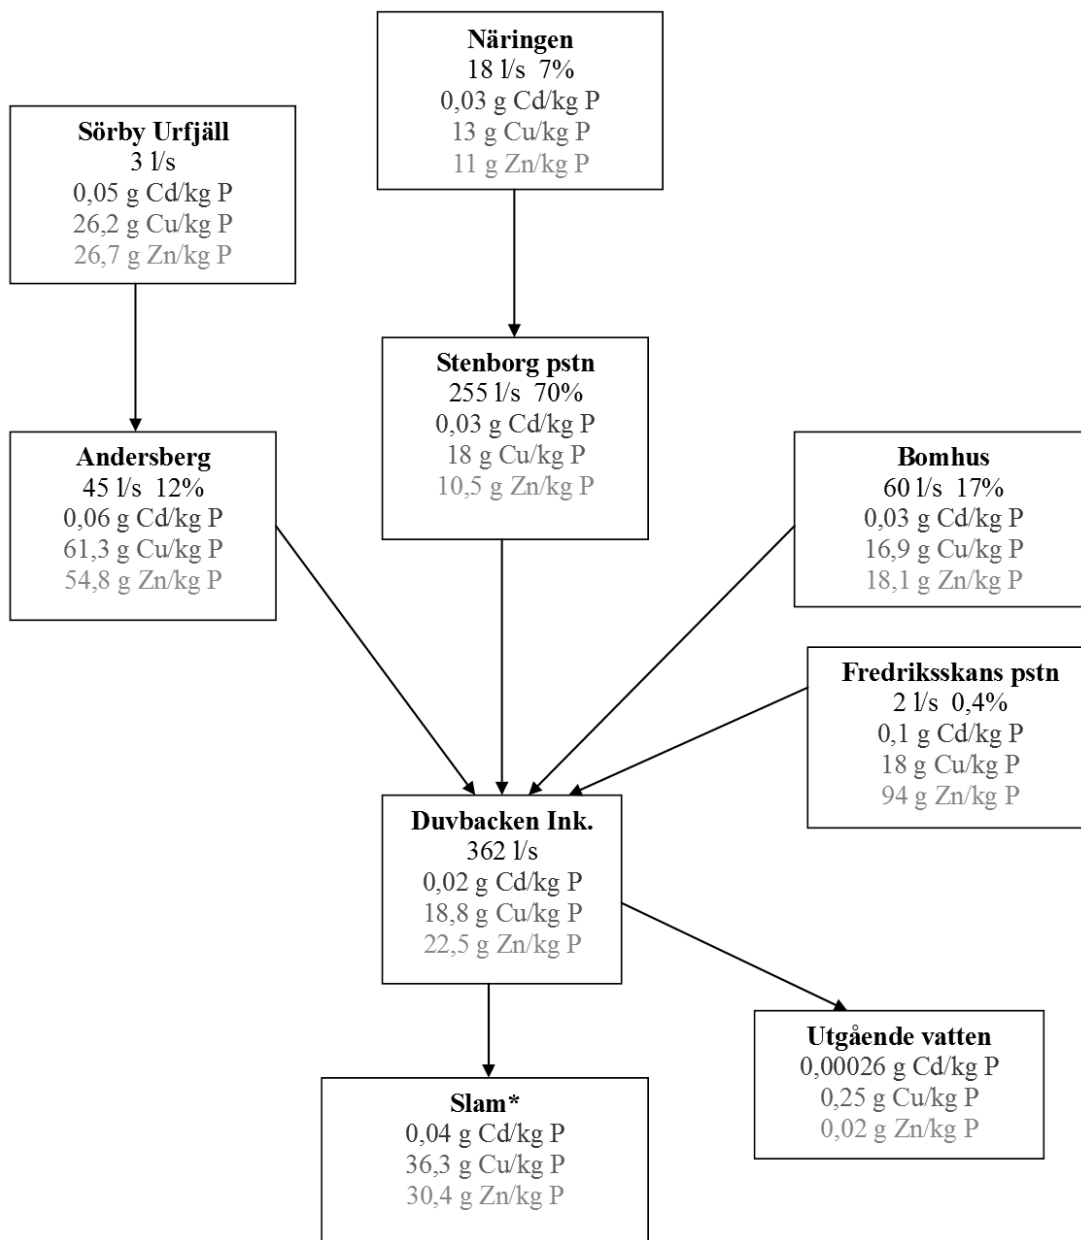 Näringen
18 l/s 7%
0,03 g Cd/kg P
13 g Cu/kg P
11 g Zn/kg P
Sörby Urfjäll
3 l/s
0,05 g Cd/kg P
26,2 g Cu/kg P
26,7 g Zn/kg P
Stenborg pstn
255 l/s 70%
0,03 g Cd/kg P
18 g Cu/kg P
10,5 g Zn/kg P
Andersberg
45 l/s 12%
0,06 g Cd/kg P
61,3 g Cu/kg P
54,8 g Zn/kg P
Bomhus
60 l/s 17%
0,03 g Cd/kg P
16,9 g Cu/kg P
18,1 g Zn/kg P
Fredriksskans pstn
2 l/s 0,4%
0,1 g Cd/kg P
18 g Cu/kg P
94 g Zn/kg P
Duvbacken Ink.
362 l/s
0,02 g Cd/kg P
18,8 g Cu/kg P
22,5 g Zn/kg P
Utgående vatten
0,00026 g Cd/kg P
0,25 g Cu/kg P
0,02 g Zn/kg P
Slam*
0,04 g Cd/kg P
36,3 g Cu/kg P
30,4 g Zn/kg P